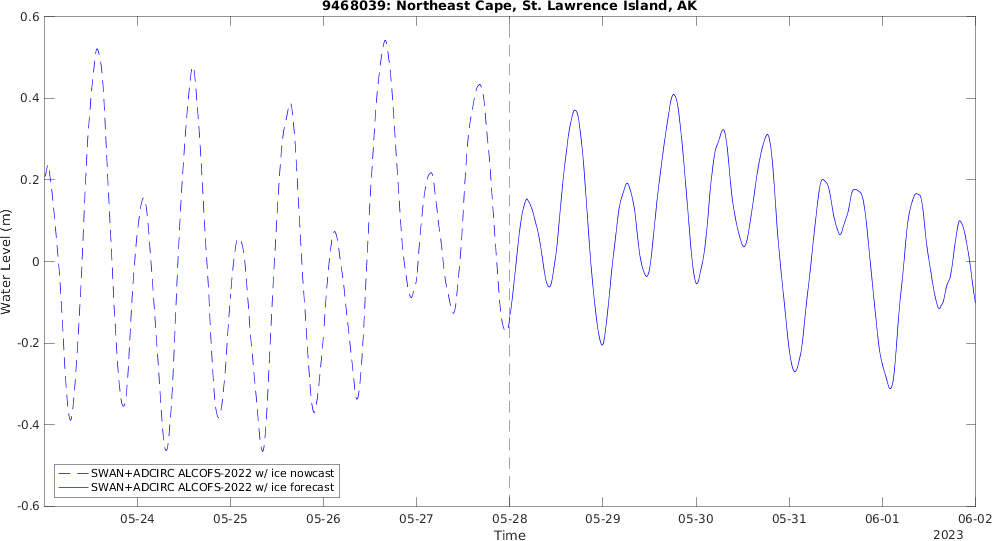 9468039: Northeast Cape, St. Lawrence Island, AK
0.6
0.4
0.2
0
-0.2
-0.4
-0.6
Water Level (m)
SWAN+ADCIRC ALCOFS-2022 w/ ice nowcast
SWAN+ADCIRC ALCOFS-2022 w/ ice forecast
05-24 05-25 05-26 05-27 05-28 05-29 05-30 05-31 06-01 06-02
Time
2023